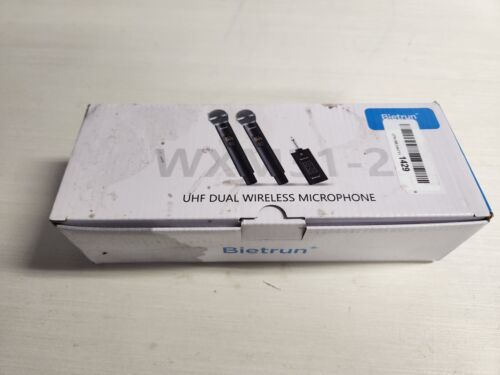 Bietrun
1429
UHF DUAL WIRELESS MICROPHONE
Bietrun